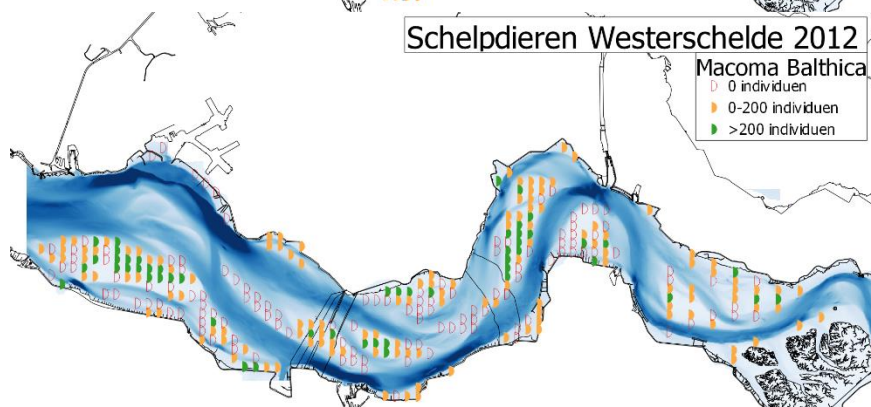 Schelpdieren Westerschelde 2012
Macoma Balthica
0 individuen
0-200 individuen
>200 individuen